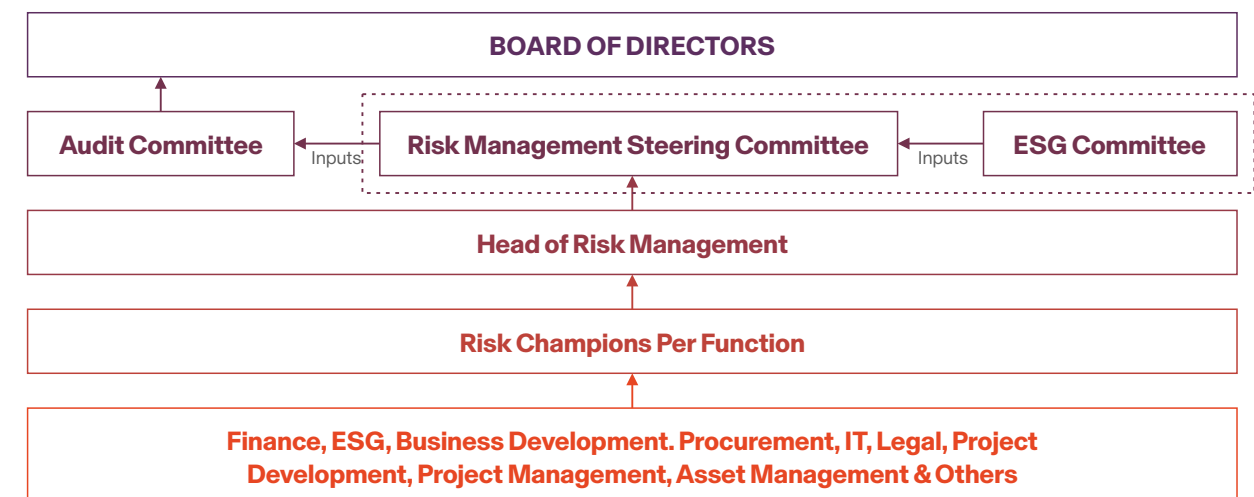 BOARD OF DIRECTORS
Audit Committee
Inputs
Risk Management Steering Committee
Inputs
ESG Committee
Head of Risk Management
Risk Champions Per Function
Finance, ESG, Business Development. Procurement, IT, Legal, Project
Development, Project Management, Asset Management & Others